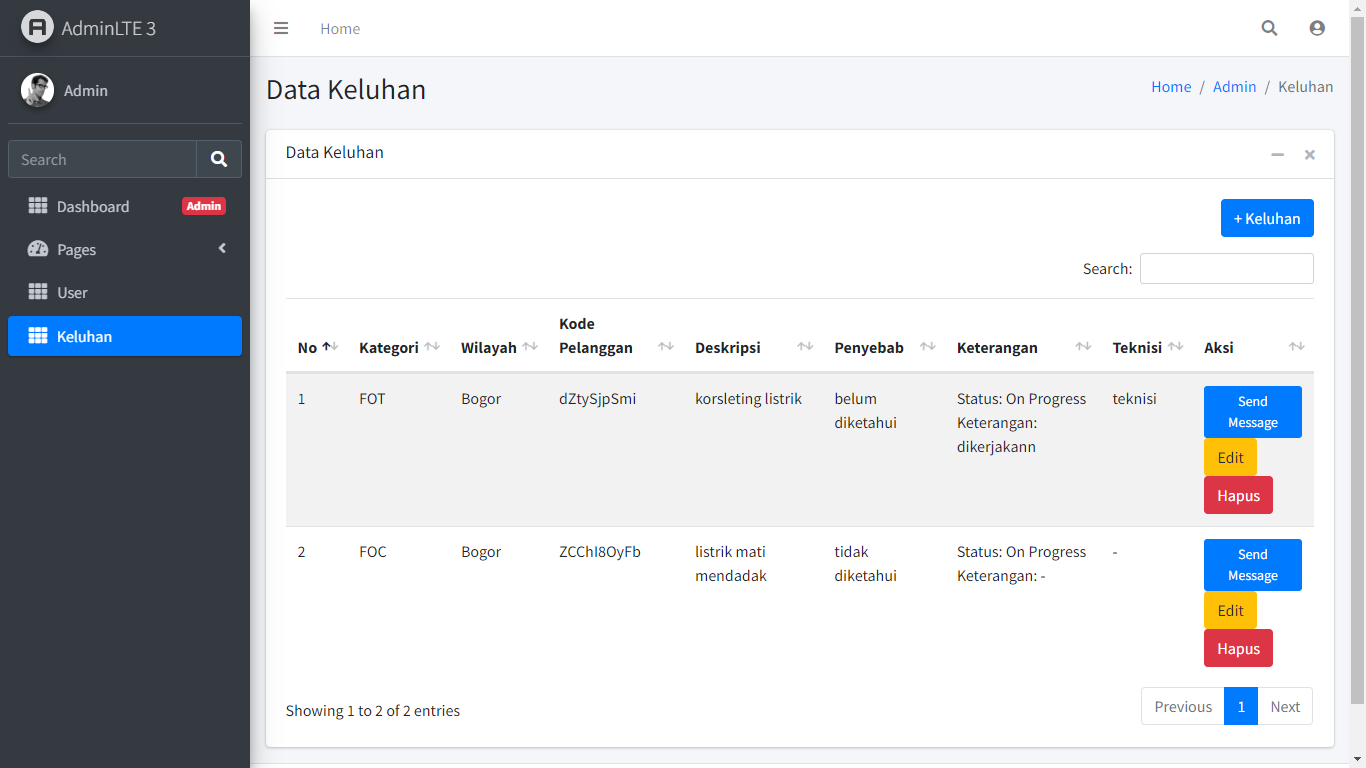 AdminLTE 3
Home
Admin
Search
Dashboard Admin
Pages
User
Keluhan
Data Keluhan
Home / Admin / Keluhan
Data Keluhan
+ Keluhan
Search:
No Kategori Wilayah Kode Pelanggan Deskripsi Penyebab Keterangan Teknisi Aksi
1 FOT Bogor dZtySjpSmi korsleting listrik belum diketahui Status: On Progress teknisi Send Message
Keterangan: dikerjakann
Edit
Hapus
2 FOC Bogor ZCChI8OyFb listrik mati mendadak tidak diketahui Status: On Progress - Send Message
Keterangan: -
Edit
Hapus
Showing 1 to 2 of 2 entries
Previous 1 Next